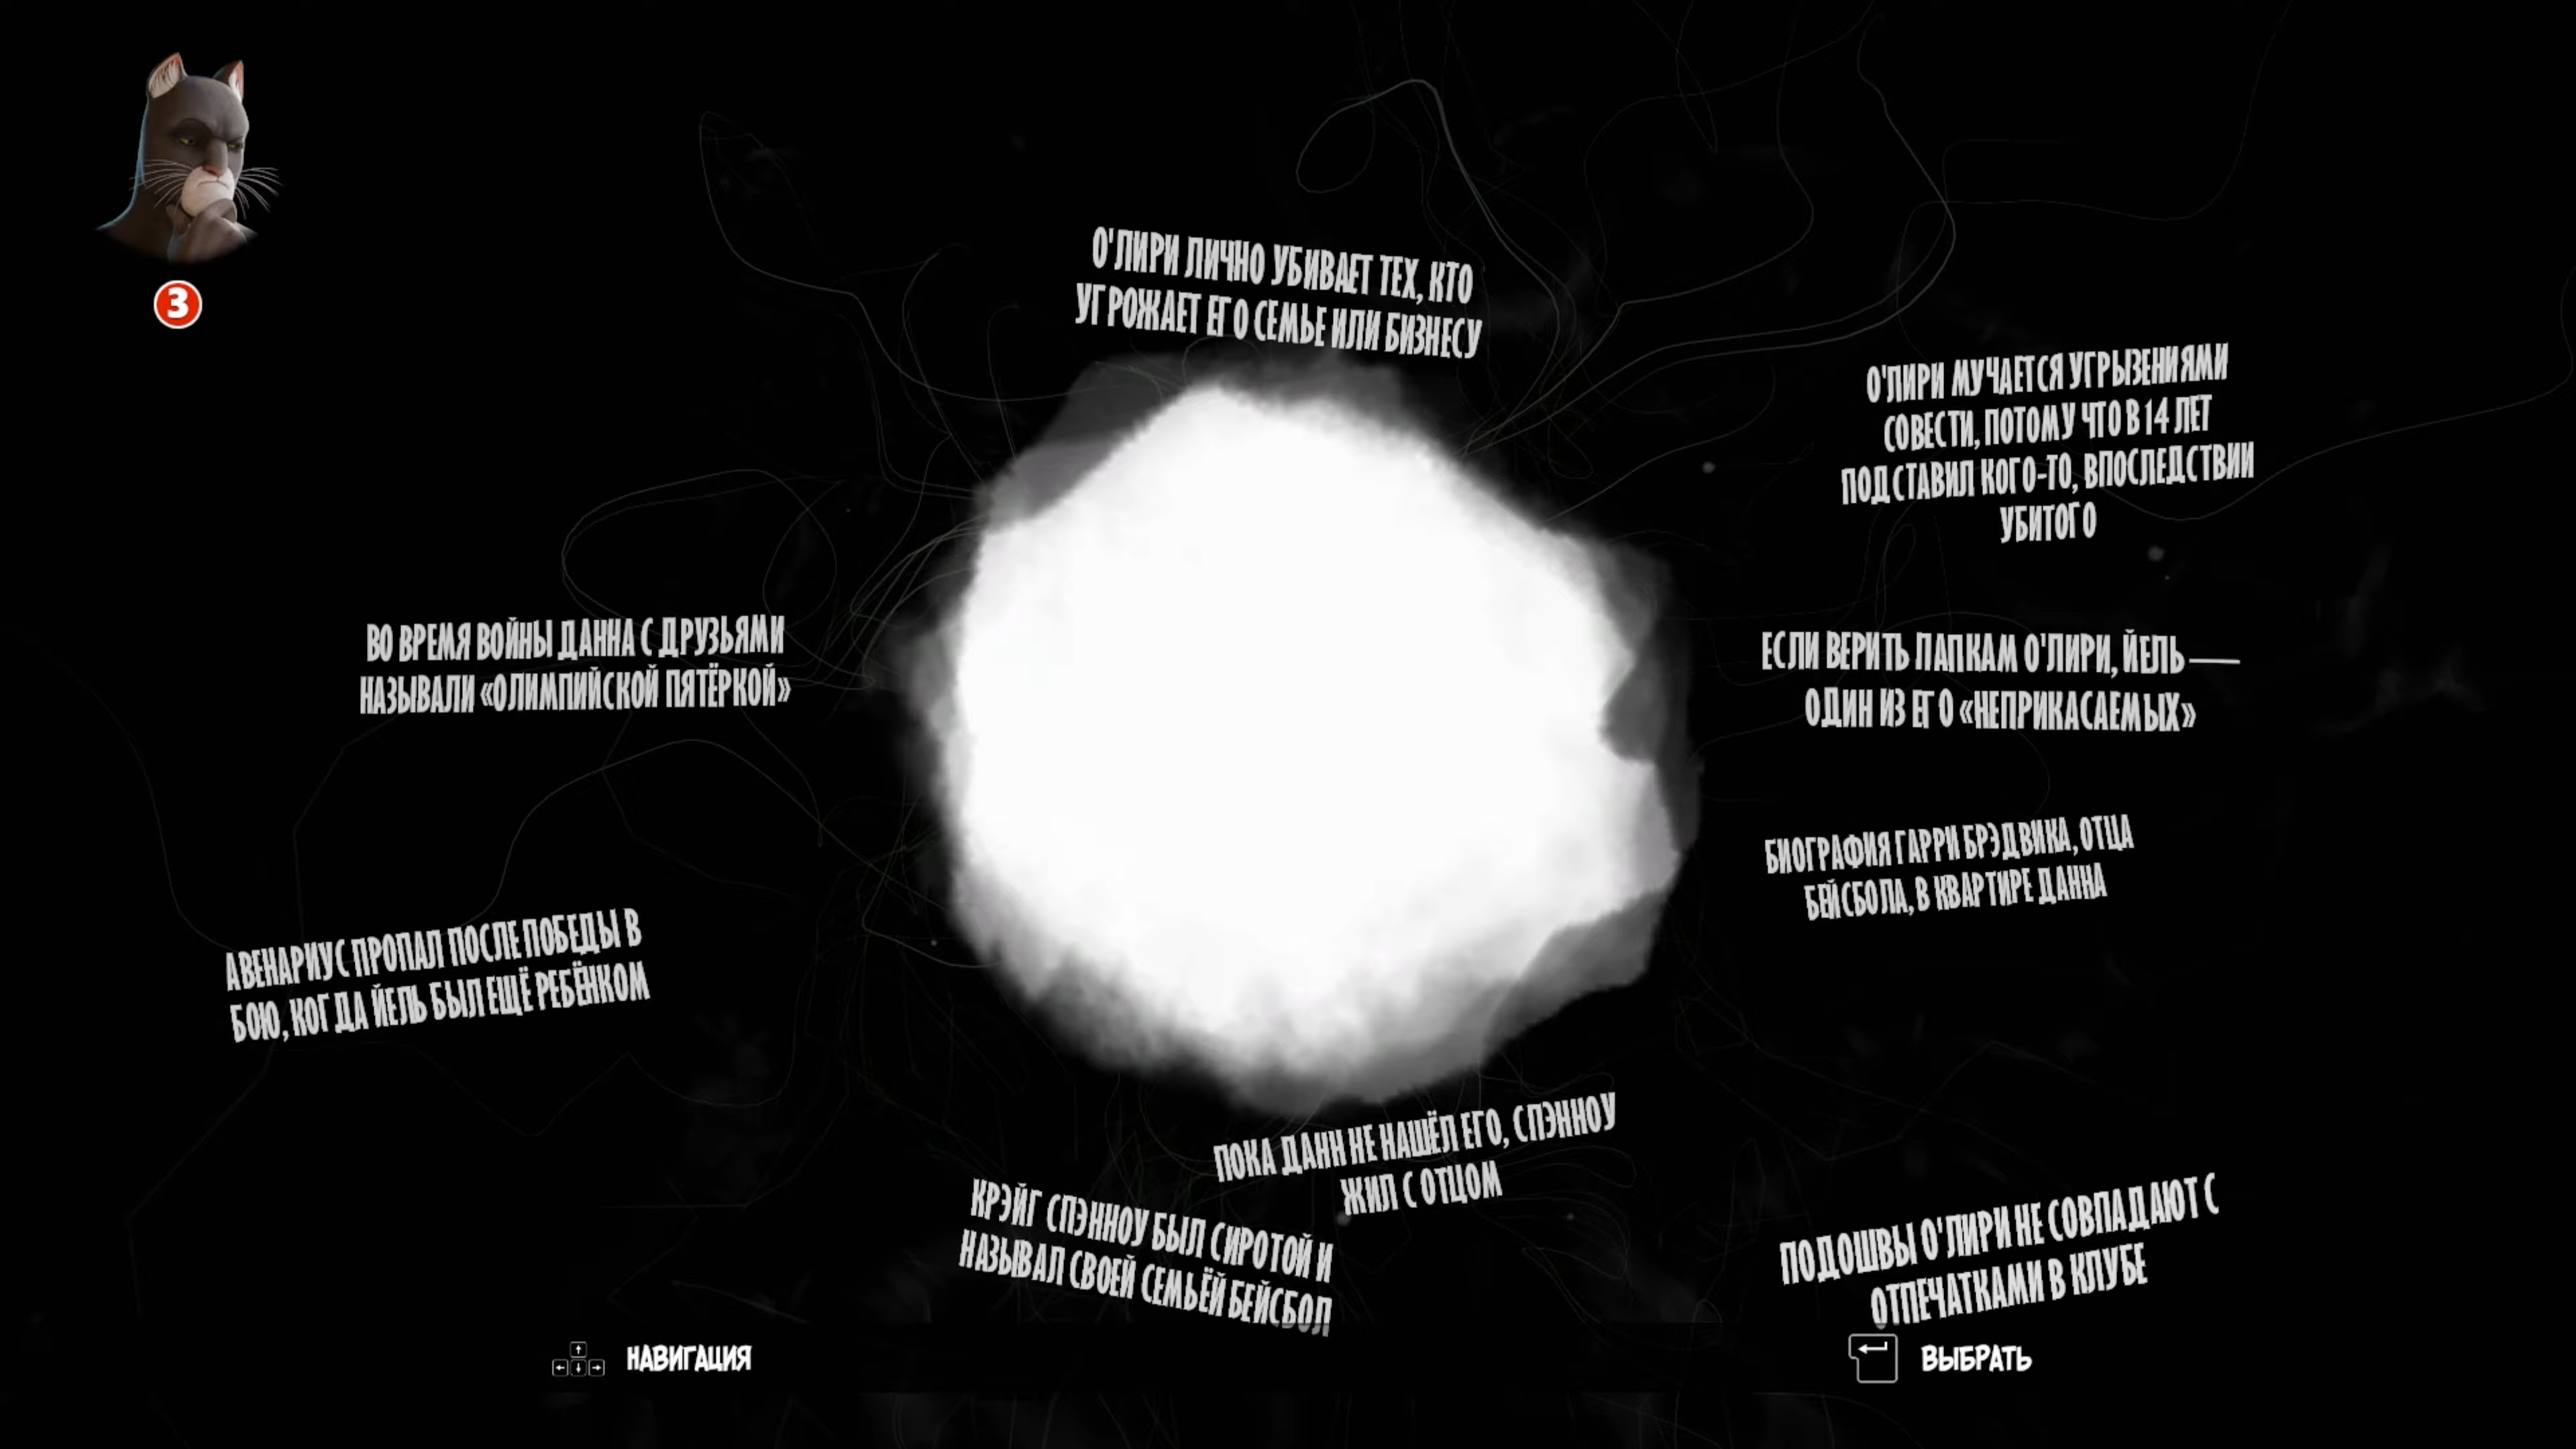 3
О'ЛИРИ ЛИЧНО УБИВАЕТ ТЕХ, КТО
УГРОЖАЕТ ЕГО СЕМЬЕ ИЛИ БИЗНЕСУ
О'ЛИРИ МУЧАЕТСЯ УГРЫЗЕНИЯМИ
СОВЕСТИ, ПОТОМУ ЧТО В 14 ЛЕТ
ПОДСТАВИЛ КОГО-ТО, ВПОСЛЕДСТВИИ
УБИТОГО
ВО ВРЕМЯ ВОЙНЫ ДАННА С ДРУЗЬЯМИ
НАЗЫВАЛИ «ОЛИМПИЙСКОЙ ПЯТЁРКОЙ»
ЕСЛИ ВЕРИТЬ ПАПКАМ О'ЛИРИ, ЙЕЛЬ —
ОДИН ИЗ ЕГО «НЕПРИКАСАЕМЫХ»
БИОГРАФИЯ ГАРРИ БРЭДВИКА, ОТЦА
БЕЙСБОЛА, В КВАРТИРЕ ДАННА
АВЕНАРИУС ПРОПАЛ ПОСЛЕ ПОБЕДЫ В
БОЮ, КОГДА ЙЕЛЬ БЫЛ ЕЩЁ РЕБЁНКОМ
ПОКА ДАНН НЕ НАШЁЛ ЕГО, СПЭННОУ
ЖИЛ С ОТЦОМ
КРЭЙГ СПЭННОУ БЫЛ СИРОТОЙ И
НАЗЫВАЛ СВОЕЙ СЕМЬЁЙ БЕЙСБОЛ
ПОДОШВЫ О'ЛИРИ НЕ СОВПАДАЮТ С
ОТПЕЧАТКАМИ В КЛУБЕ
НАВИГАЦИЯ
ВЫБРАТЬ